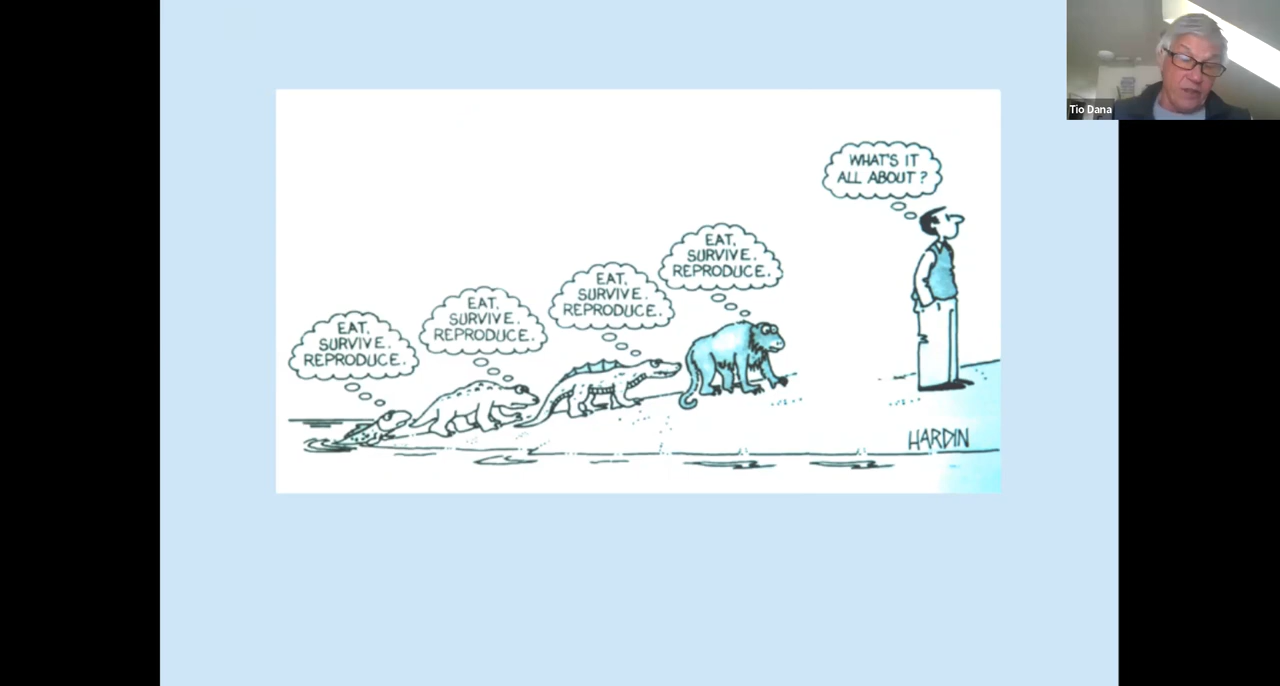 Tio Dana
WHAT'S IT
ALL ABOUT?
EAT,
SURVIVE.
REPRODUCE.
EAT,
SURVIVE.
REPRODUCE.
EAT,
SURVIVE.
REPRODUCE.
EAT,
SURVIVE.
REPRODUCE.
HARDIN